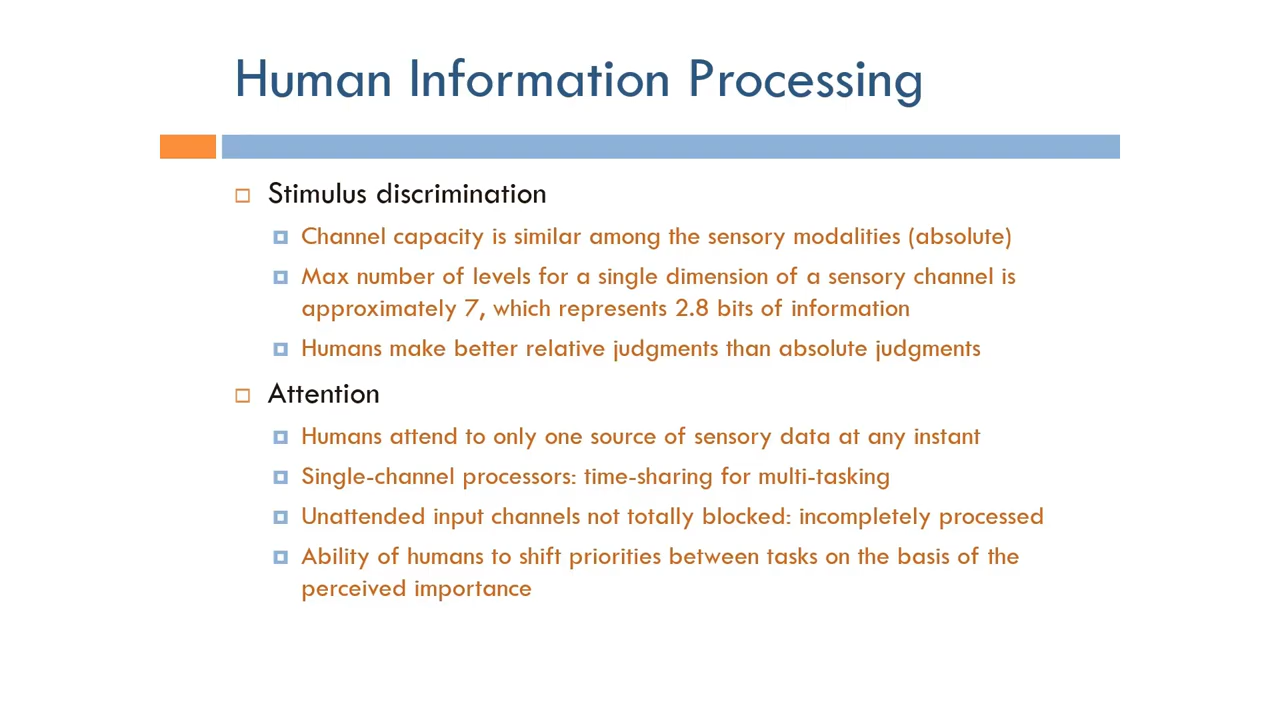 Human Information Processing
Stimulus discrimination
Channel capacity is similar among the sensory modalities (absolute)
Max number of levels for a single dimension of a sensory channel is
approximately 7, which represents 2.8 bits of information
Humans make better relative judgments than absolute judgments
Attention
Humans attend to only one source of sensory data at any instant
Single-channel processors: time-sharing for multi-tasking
Unattended input channels not totally blocked: incompletely processed
Ability of humans to shift priorities between tasks on the basis of the
perceived importance